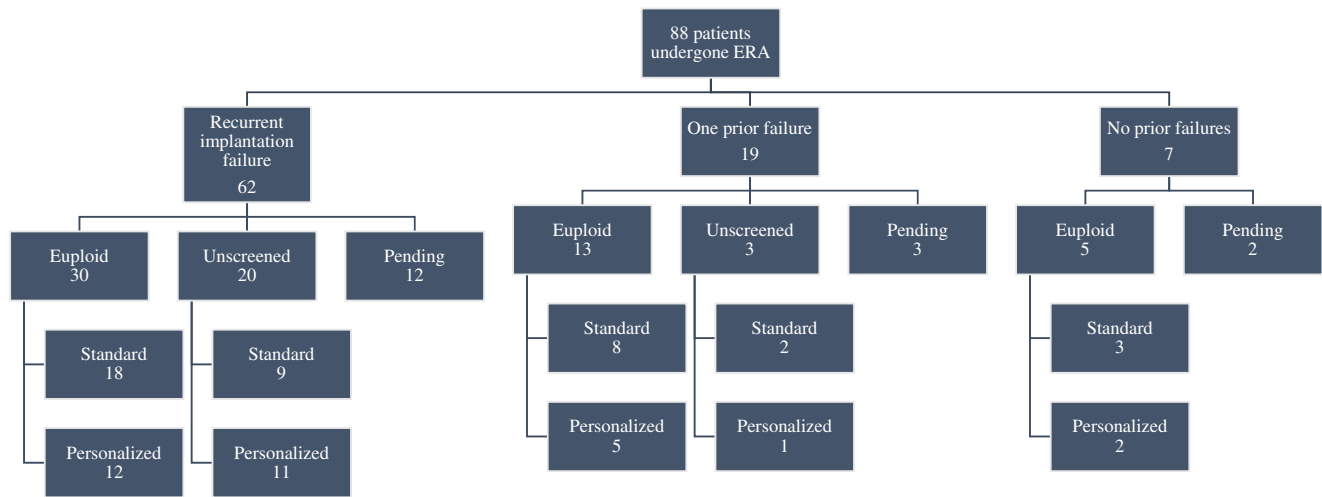 88 patients
undergone ERA
Recurrent
implantation
failure
62
One prior failure
19
No prior failures
7
Euploid
30
Unscreened
20
Pending
12
Euploid
13
Unscreened
3
Pending
3
Euploid
5
Pending
2
Standard
18
Standard
9
Standard
8
Standard
2
Standard
3
Personalized
12
Personalized
11
Personalized
5
Personalized
1
Personalized
2